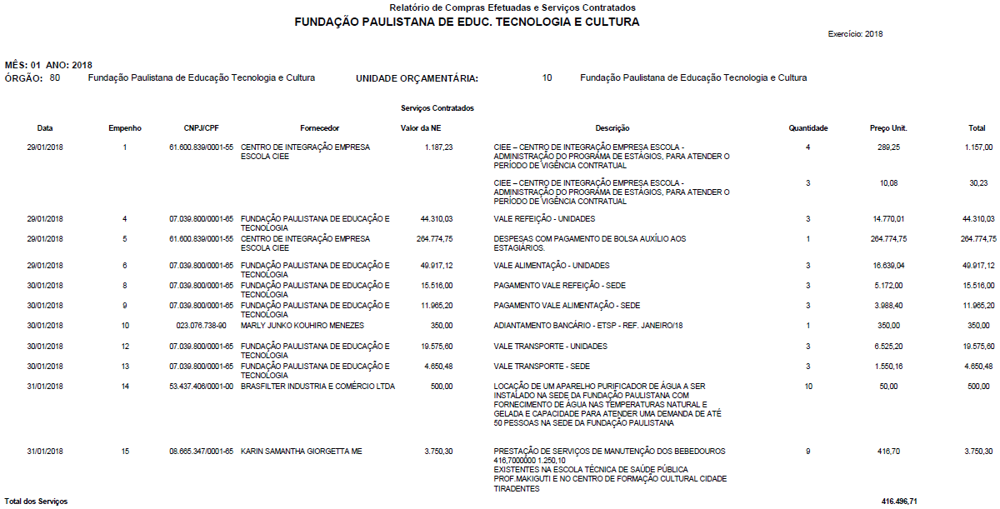 Relatório de Compras Efetuadas e Serviços Contratados
FUNDAÇÃO PAULISTANA DE EDUC. TECNOLOGIA E CULTURA
Exercício: 2018
MÊS: 01 ANO: 2018
ÓRGÃO: 80 Fundação Paulistana de Educação Tecnologia e Cultura UNIDADE ORÇAMENTÁRIA: 10 Fundação Paulistana de Educação Tecnologia e Cultura
Serviços Contratados
Data Empenho CNPJ/CPF Fornecedor Valor da NE Descrição Quantidade Preço Unit. Total
29/01/2018 1 61.600.839/0001-55 CENTRO DE INTEGRAÇÃO EMPRESA 1.187,23 CIEE – CENTRO DE INTEGRAÇÃO EMPRESA ESCOLA - 4 289,25 1.157,00
ESCOLA CIEE ADMINISTRAÇÃO DO PROGRAMA DE ESTÁGIOS, PARA ATENDER O
PERÍODO DE VIGÊNCIA CONTRATUAL
CIEE – CENTRO DE INTEGRAÇÃO EMPRESA ESCOLA - 3 10,08 30,23
ADMINISTRAÇÃO DO PROGRAMA DE ESTÁGIOS, PARA ATENDER O
PERÍODO DE VIGÊNCIA CONTRATUAL
29/01/2018 4 07.039.800/0001-65 FUNDAÇÃO PAULISTANA DE EDUCAÇÃO E 44.310,03 VALE REFEIÇÃO - UNIDADES 3 14.770,01 44.310,03
TECNOLOGIA
29/01/2018 5 61.600.839/0001-55 CENTRO DE INTEGRAÇÃO EMPRESA 264.774,75 DESPESAS COM PAGAMENTO DE BOLSA AUXÍLIO AOS 1 264.774,75 264.774,75
ESCOLA CIEE ESTAGIÁRIOS.
29/01/2018 6 07.039.800/0001-65 FUNDAÇÃO PAULISTANA DE EDUCAÇÃO E 49.917,12 VALE ALIMENTAÇÃO - UNIDADES 3 16.639,04 49.917,12
TECNOLOGIA
30/01/2018 8 07.039.800/0001-65 FUNDAÇÃO PAULISTANA DE EDUCAÇÃO E 15.516,00 PAGAMENTO VALE REFEIÇÃO - SEDE 3 5.172,00 15.516,00
TECNOLOGIA
30/01/2018 9 07.039.800/0001-65 FUNDAÇÃO PAULISTANA DE EDUCAÇÃO E 11.965,20 PAGAMENTO VALE ALIMENTAÇÃO - SEDE 3 3.988,40 11.965,20
TECNOLOGIA
30/01/2018 10 023.076.738-90 MARLY JUNKO KOUHIRO MENEZES 350,00 ADIANTAMENTO BANCÁRIO - ETSP - REF. JANEIRO/18 1 350,00 350,00
30/01/2018 12 07.039.800/0001-65 FUNDAÇÃO PAULISTANA DE EDUCAÇÃO E 19.575,60 VALE TRANSPORTE - UNIDADES 3 6.525,20 19.575,60
TECNOLOGIA
30/01/2018 13 07.039.800/0001-65 FUNDAÇÃO PAULISTANA DE EDUCAÇÃO E 4.650,48 VALE TRANSPORTE - SEDE 3 1.550,16 4.650,48
TECNOLOGIA
31/01/2018 14 53.437.406/0001-00 BRASFILTER INDUSTRIA E COMÉRCIO LTDA 500,00 LOCAÇÃO DE UM APARELHO PURIFICADOR DE ÁGUA A SER 10 50,00 500,00
INSTALADO NA SEDE DA FUNDAÇÃO PAULISTANA COM
FORNECIMENTO DE ÁGUA NAS TEMPERATURAS NATURAL E
GELADA E CAPACIDADE PARA ATENDER UMA DEMANDA DE ATÉ
50 PESSOAS NA SEDE DA FUNDAÇÃO PAULISTANA
31/01/2018 15 08.665.347/0001-65 KARIN SAMANTHA GIORGETTA ME 3.750,30 PRESTAÇÃO DE SERVIÇOS DE MANUTENÇÃO DOS BEBEDOUROS 9 416,70 3.750,30
416,7000000 1.250,10
EXISTENTES NA ESCOLA TÉCNICA DE SAÚDE PÚBLICA
PROF.MAKIGUTI E NO CENTRO DE FORMAÇÃO CULTURAL CIDADE
TIRADENTES
Total dos Serviços 416.496,71